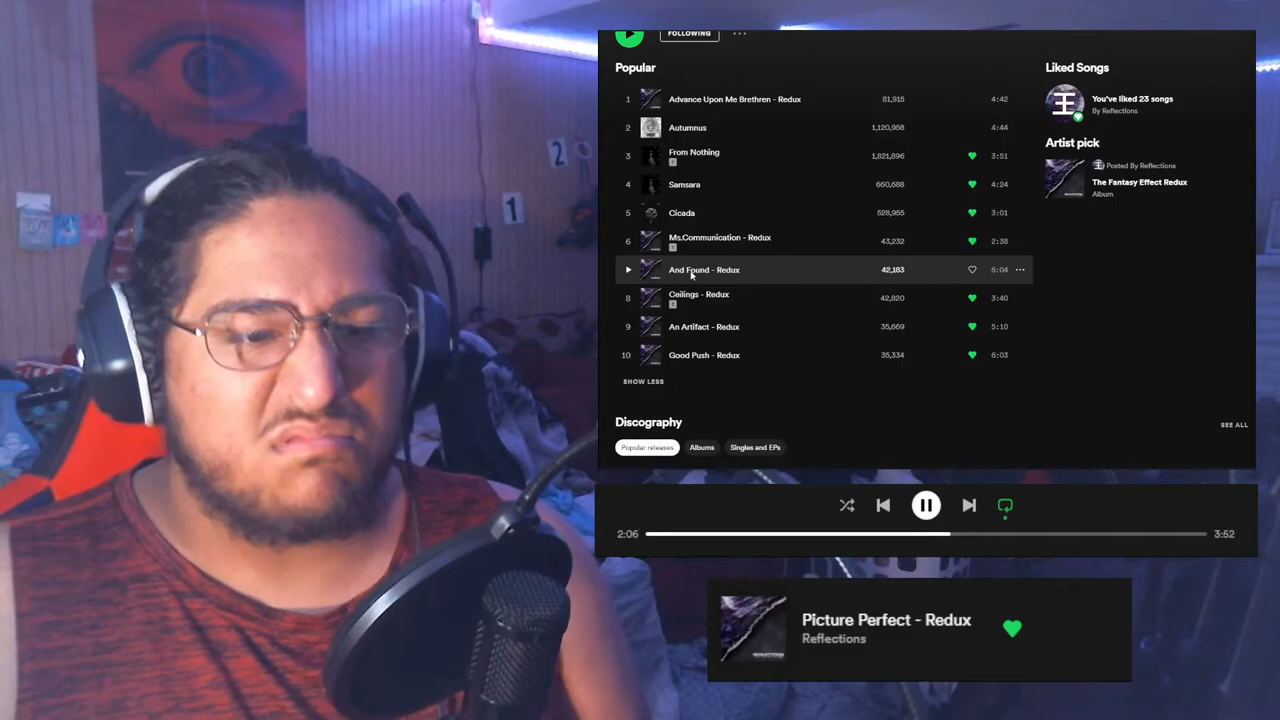 FOLLOWING
Popular
Liked Songs
1 Advance Upon Me Brethren - Redux 81,915 4:42
You've liked 23 songs
By Reflections
2 Autumnus 1,120,958 4:44
Artist pick
3 From Nothing 1,821,896 3:51
E
Posted By Reflections
4 Samsara 660,688 4:24
The Fantasy Effect Redux
Album
5 Cicada 528,955 3:01
6 Ms.Communication - Redux 43,232 2:38
E
And Found - Redux 42,183 6:04
8 Ceilings - Redux 42,820 3:40
E
9 An Artifact - Redux 35,669 5:10
10 Good Push - Redux 35,334 6:03
SHOW LESS
Discography
SEE ALL
Popular releases Albums Singles and EPs
2:06 3:52
Picture Perfect - Redux
Reflections
REFLECTIONS
2
1